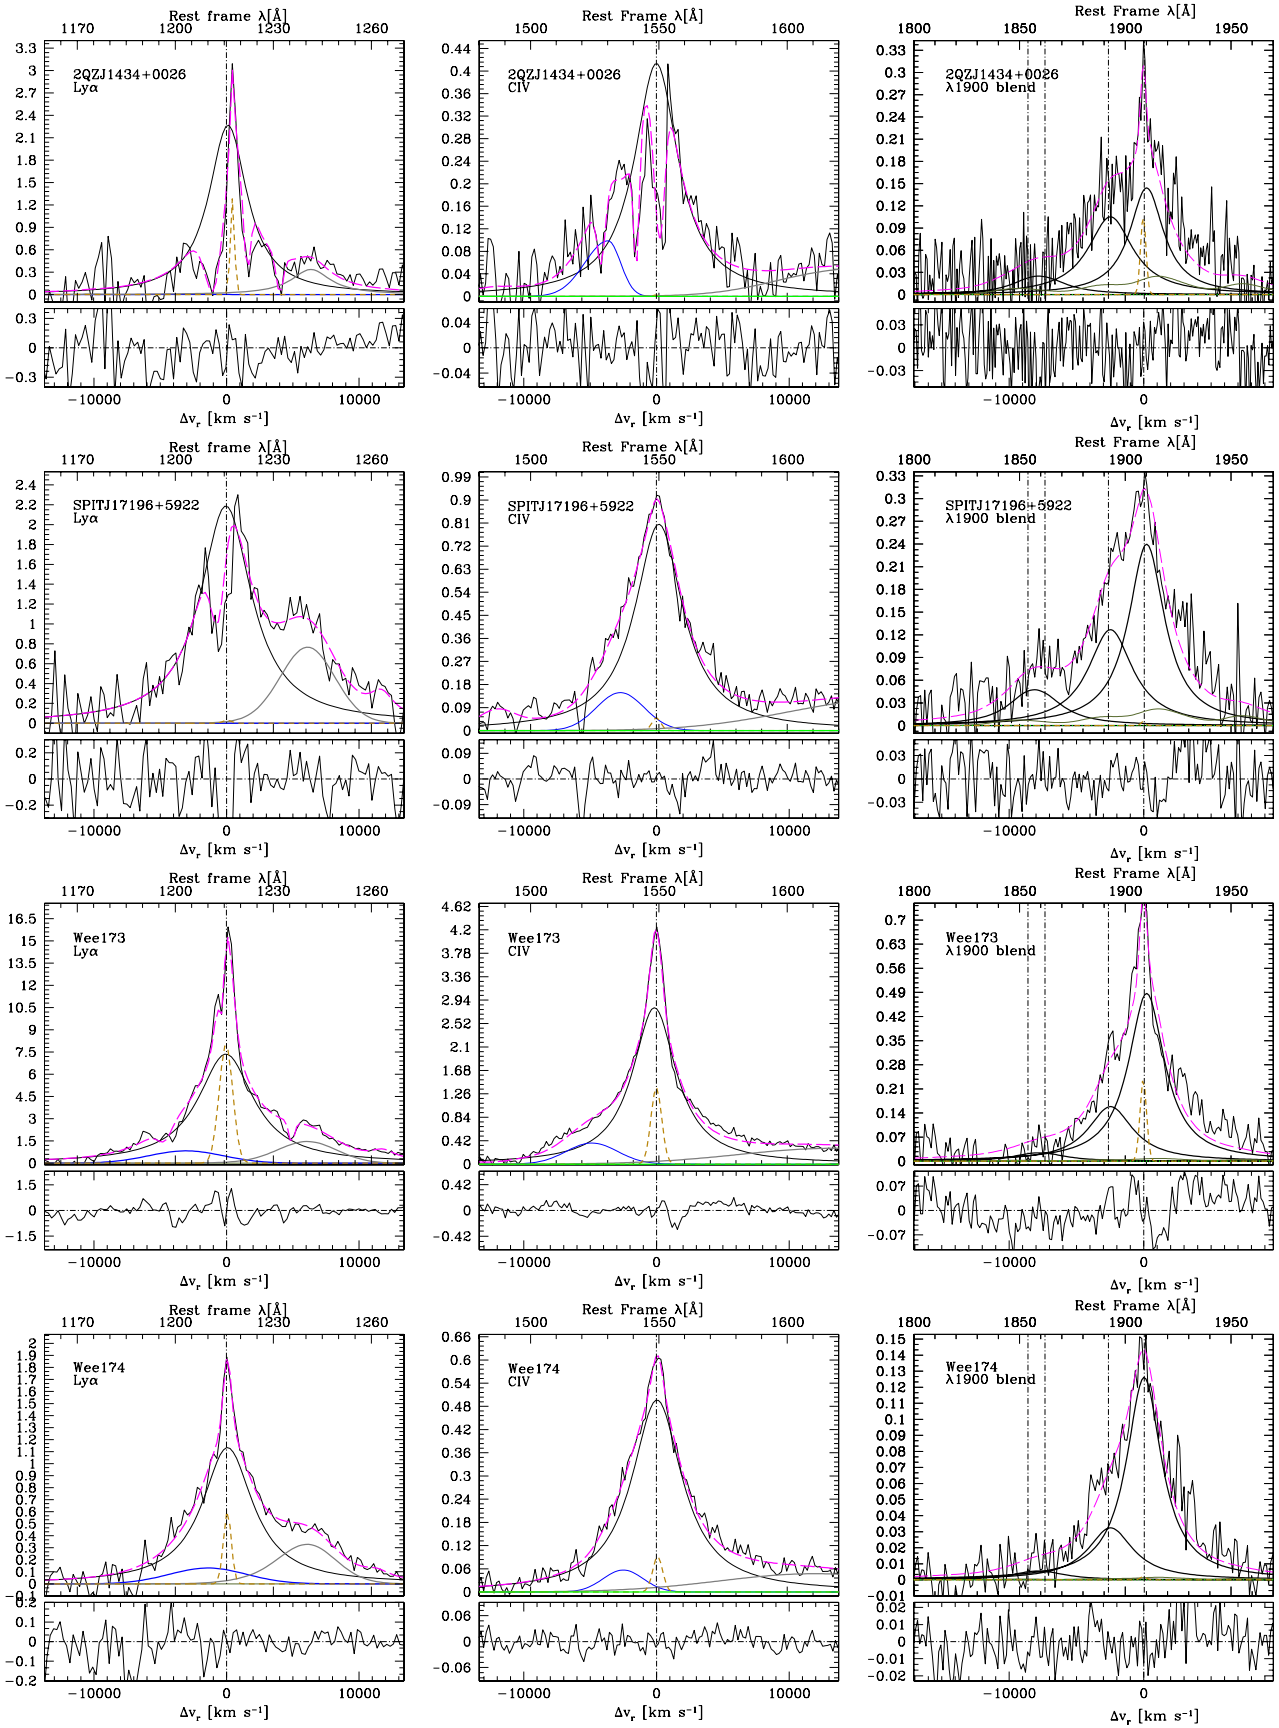 Rest frame λ[Å]
1170 1200 1230 1260
2QZJ1434+0026
Lyα
3.3
3
2.7
2.4
2.1
1.8
1.5
1.2
0.9
0.6
0.3
0
0.3
0
−0.3
−10000 0 10000
Δvr [km s−1]
Rest Frame λ[Å]
1500 1550 1600
2QZJ1434+0026
CIV
0.44
0.4
0.36
0.32
0.28
0.24
0.2
0.16
0.12
0.08
0.04
0
0.04
0
−0.04
−10000 0 10000
Δvr [km s−1]
Rest Frame λ[Å]
1800 1850 1900 1950
2QZJ1434+0026
λ1900 blend
0.33
0.3
0.27
0.23
0.2
0.17
0.13
0.1
0.07
0.03
0
0.03
0
−0.03
−10000 0
Δvr [km s−1]
Rest frame λ[Å]
1170 1200 1230 1260
SPITJ17196+5922
Lyα
2.4
2.2
2
1.8
1.6
1.4
1.2
1
0.8
0.6
0.4
0.2
0
0.2
0
−0.2
−10000 0 10000
Δvr [km s−1]
Rest Frame λ[Å]
1500 1550 1600
SPITJ17196+5922
CIV
0.99
0.9
0.81
0.72
0.63
0.54
0.45
0.36
0.27
0.18
0.09
0
0.09
0
−0.09
−10000 0 10000
Δvr [km s−1]
Rest Frame λ[Å]
1800 1850 1900 1950
SPITJ17196+5922
λ1900 blend
0.33
0.3
0.27
0.24
0.21
0.18
0.15
0.12
0.09
0.06
0.03
0
0.03
0
−0.03
−10000 0
Δvr [km s−1]
Rest frame λ[Å]
1170 1200 1230 1260
Wee173
Lyα
16.5
15
13.5
12
10.5
9
7.5
6
4.5
3
1.5
0
1.5
0
−1.5
−10000 0 10000
Δvr [km s−1]
Rest Frame λ[Å]
1500 1550 1600
Wee173
CIV
4.62
4.2
3.78
3.36
2.94
2.52
2.1
1.68
1.26
0.84
0.42
0
0.42
0
−0.42
−10000 0 10000
Δvr [km s−1]
Rest Frame λ[Å]
1800 1850 1900 1950
Wee173
λ1900 blend
0.7
0.63
0.56
0.49
0.42
0.35
0.28
0.21
0.14
0.07
0
0.07
0
−0.07
−10000 0
Δvr [km s−1]
Rest frame λ[Å]
1170 1200 1230 1260
Wee174
Lyα
2
1.9
1.8
1.7
1.6
1.5
1.4
1.3
1.2
1.1
1
0.9
0.8
0.7
0.6
0.5
0.4
0.3
0.2
0.1
0
−0.1
0.2
0.1
0
−0.1
−0.2
−10000 0 10000
Δvr [km s−1]
Rest Frame λ[Å]
1500 1550 1600
Wee174
CIV
0.66
0.6
0.54
0.48
0.42
0.36
0.3
0.24
0.18
0.12
0.06
0
0.06
0
−0.06
−10000 0 10000
Δvr [km s−1]
Rest Frame λ[Å]
1800 1850 1900 1950
Wee174
λ1900 blend
0.15
0.14
0.13
0.12
0.11
0.1
0.09
0.08
0.07
0.06
0.05
0.04
0.03
0.02
0.01
0
−0.01
0.02
0.01
0
−0.01
−0.02
−10000 0
Δvr [km s−1]